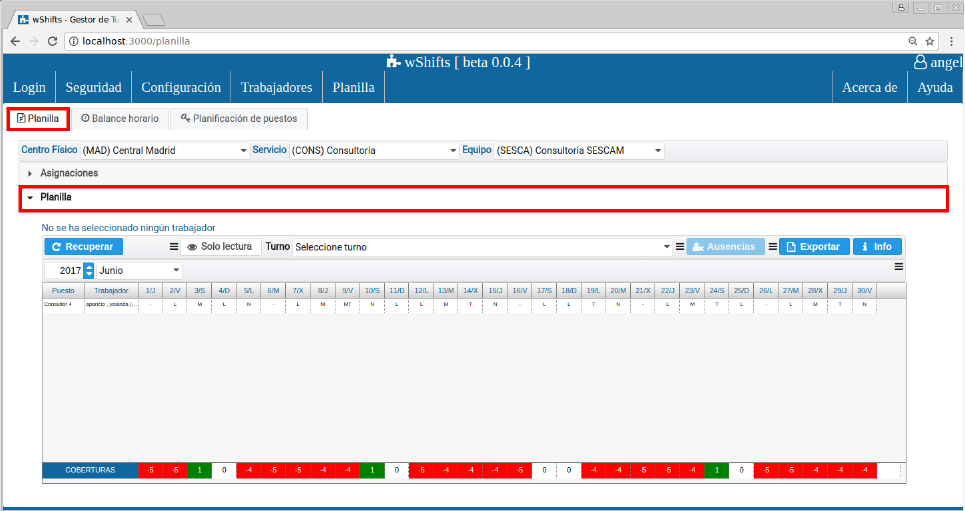 wShifts - Gestor de Tu
localhost:3000/planilla
wShifts [ beta 0.0.4 ]
angel
Login Seguridad Configuración Trabajadores Planilla Acerca de Ayuda
Planilla Balance horario Planificación de puestos
Centro Físico (MAD) Central Madrid Servicio (CONS) Consultoría Equipo (SESCA) Consultoría SESCAM
Asignaciones
Planilla
No se ha seleccionado ningún trabajador
Recuperar Solo lectura Turno Seleccione turno Ausencias Exportar Info
2017 Junio
Puesto Trabajador 1/J 2/V 3/S 4/D 5/L 6/M 7/X 8/J 9/V 10/S 11/D 12/L 13/M 14/X 15/J 16/V 17/S 18/D 19/L 20/M 21/X 22/J 23/V 24/S 25/D 26/L 27/M 28/X 29/J 30/V
Consultor 4 aparicio , yolanda (... - L M L N - L M MT N L L M T N - L L T N - L M T L - L M T N
COBERTURAS -5 -5 1 0 -4 -5 -5 -4 -4 1 0 -5 -4 -4 -4 -5 0 0 -4 -4 -5 -5 -4 1 0 -5 -5 -4 -4 -4